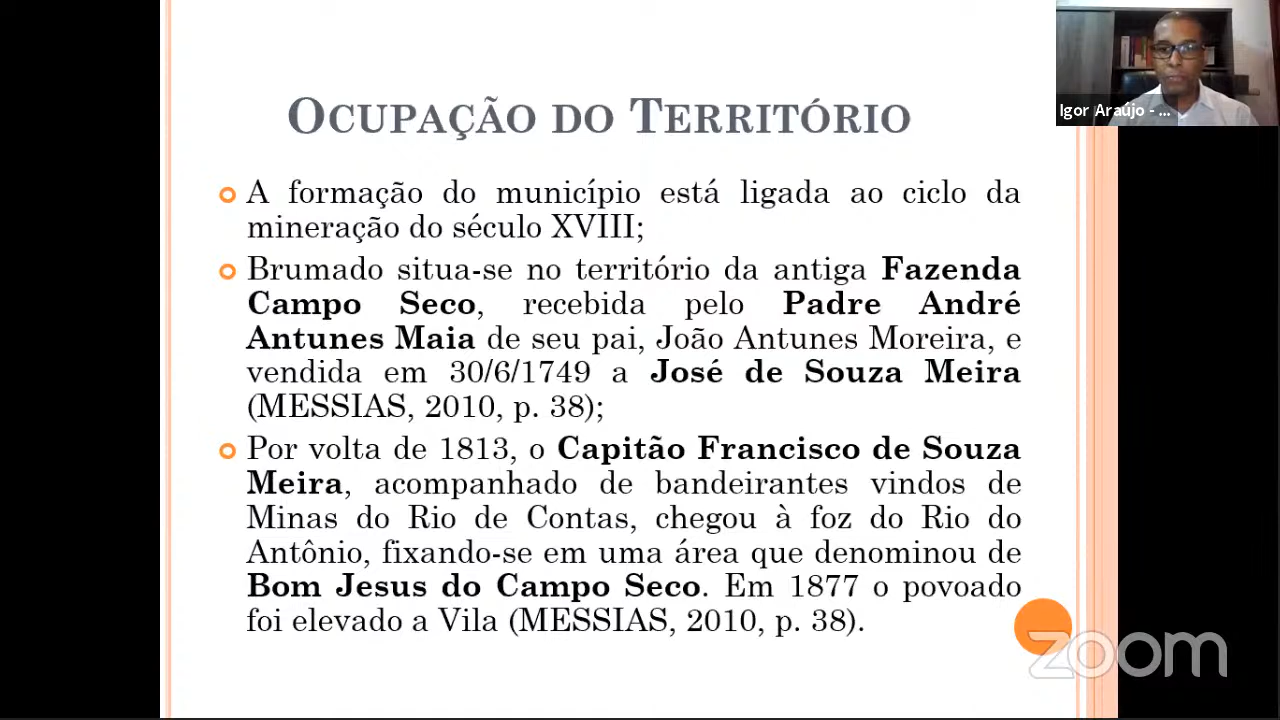 OCUPAÇÃO DO TERRITÓRIO
Igor Araújo - ...
A formação do município está ligada ao ciclo da
mineração do século XVIII;
Brumado situa-se no território da antiga Fazenda
Campo Seco, recebida pelo Padre André
Antunes Maia de seu pai, João Antunes Moreira, e
vendida em 30/6/1749 a José de Souza Meira
(MESSIAS, 2010, p. 38);
Por volta de 1813, o Capitão Francisco de Souza
Meira, acompanhado de bandeirantes vindos de
Minas do Rio de Contas, chegou à foz do Rio do
Antônio, fixando-se em uma área que denominou de
Bom Jesus do Campo Seco. Em 1877 o povoado
foi elevado a Vila (MESSIAS, 2010, p. 38).
zoom